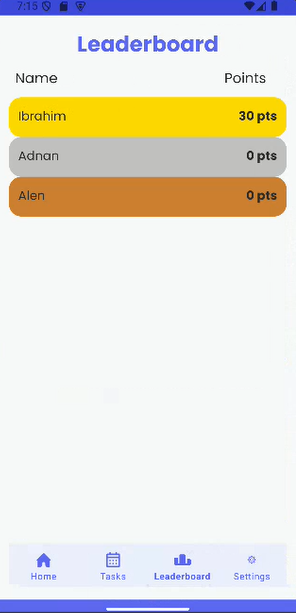 7:15
Leaderboard
Name Points
Ibrahim 30 pts
Adnan 0 pts
Alen 0 pts
Home Tasks Leaderboard Settings